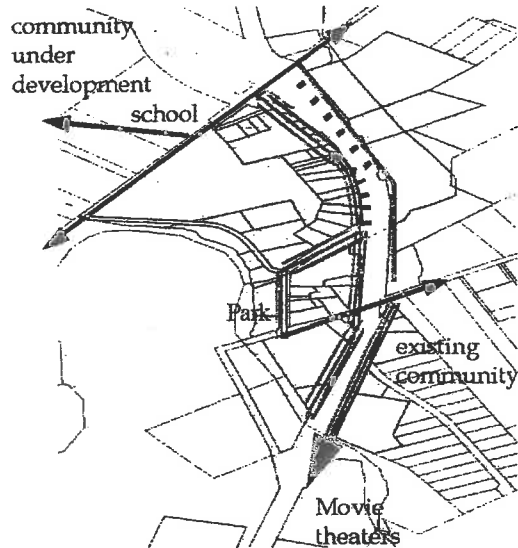 community
under
development
school
Park
existing
community
Movie
theaters